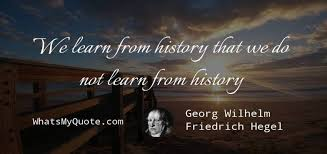 We learn from history that we do
not learn from history
Georg Wilhelm
Friedrich Hegel
WhatsMyQuote.com